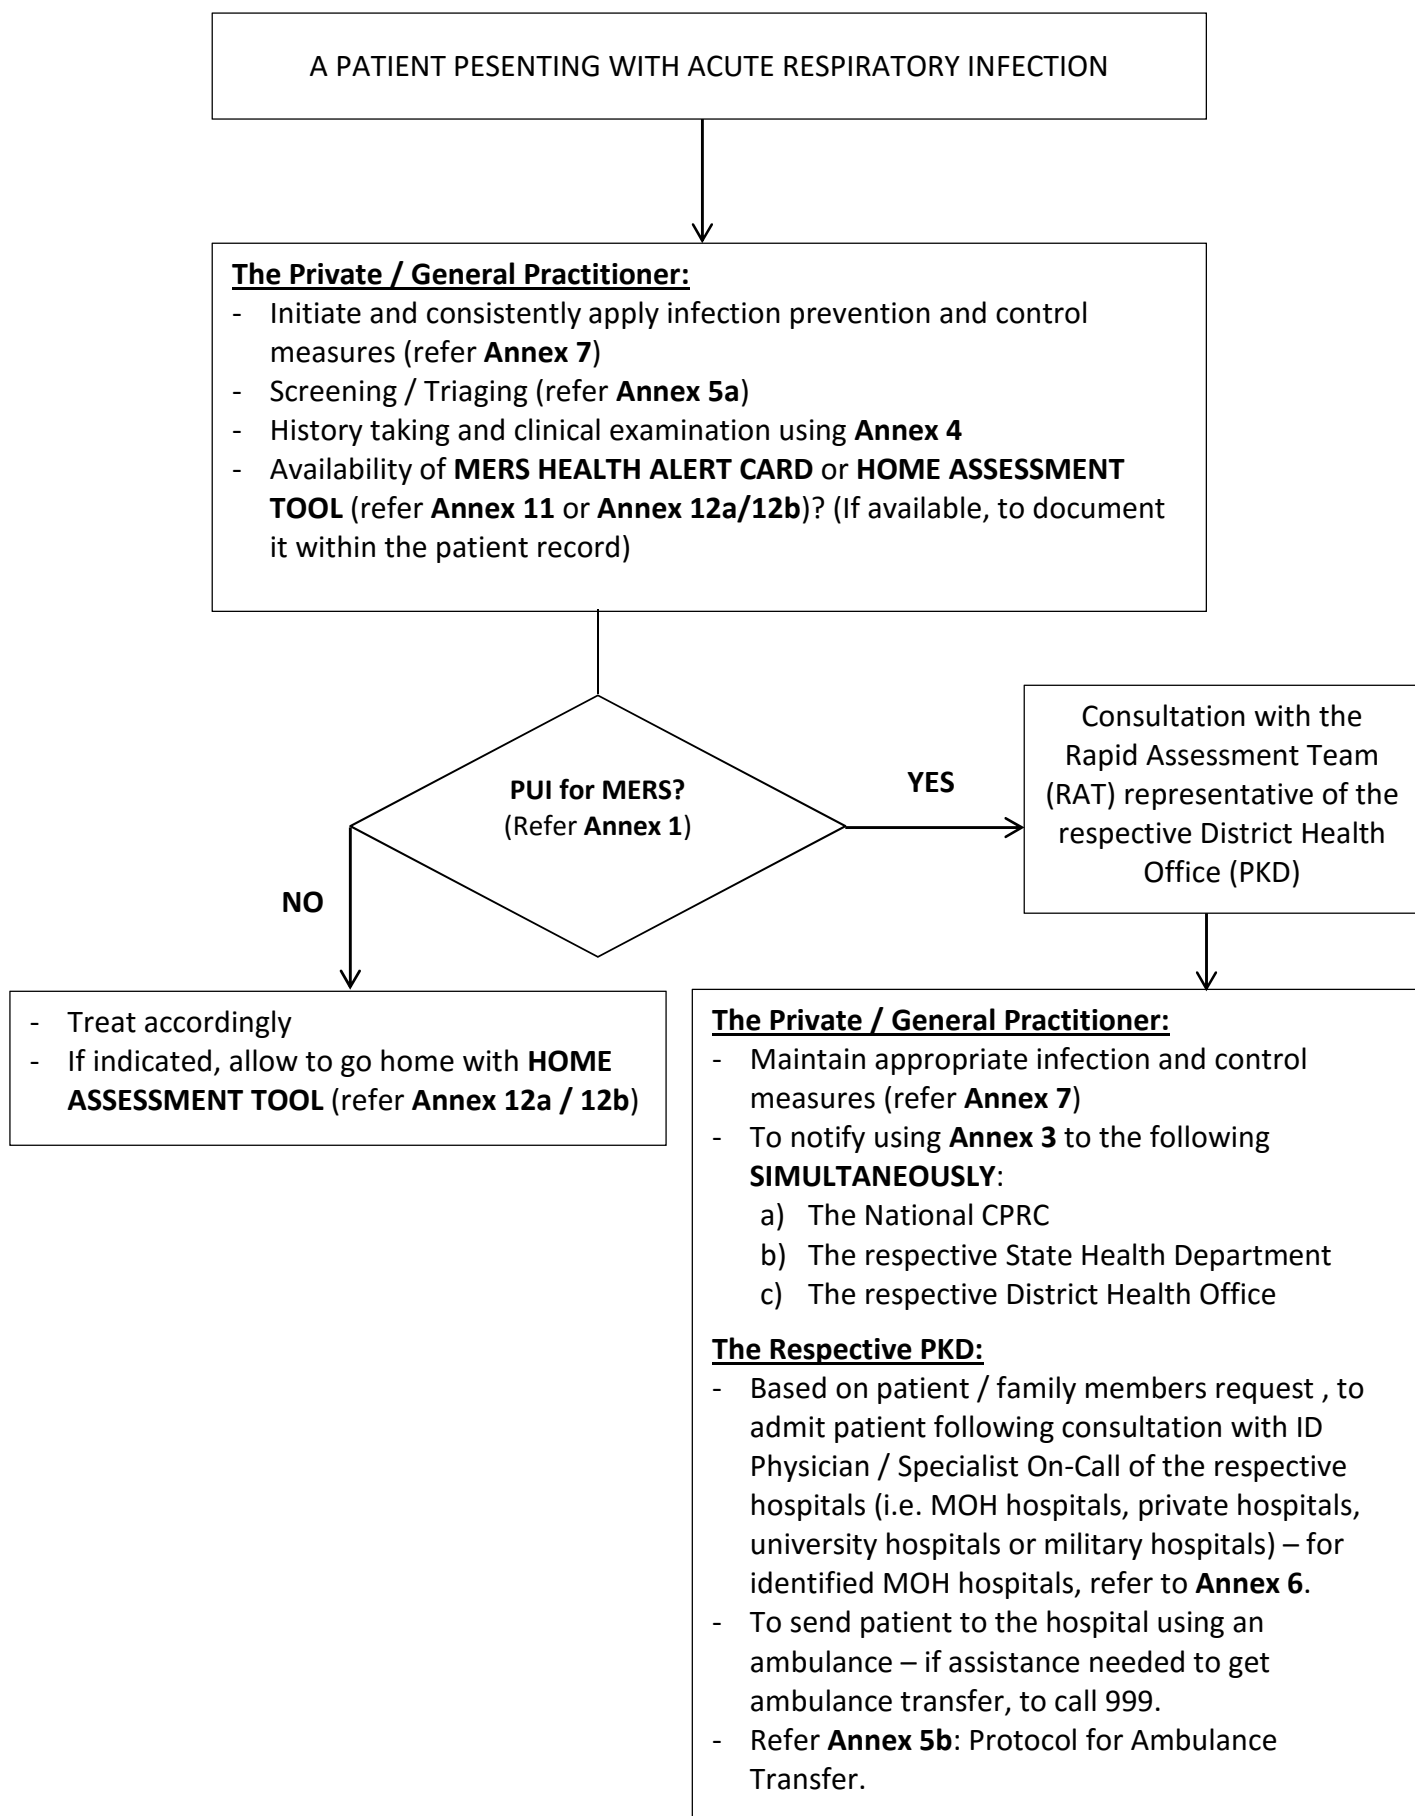 A PATIENT PESENTING WITH ACUTE RESPIRATORY INFECTION
The Private / General Practitioner:
- Initiate and consistently apply infection prevention and control
measures (refer Annex 7)
- Screening / Triaging (refer Annex 5a)
- History taking and clinical examination using Annex 4
- Availability of MERS HEALTH ALERT CARD or HOME ASSESSMENT
TOOL (refer Annex 11 or Annex 12a/12b)? (If available, to document
it within the patient record)
PUI for MERS?
(Refer Annex 1)
YES
Consultation with the
Rapid Assessment Team
(RAT) representative of the
respective District Health
Office (PKD)
NO
- Treat accordingly
- If indicated, allow to go home with HOME
ASSESSMENT TOOL (refer Annex 12a / 12b)
The Private / General Practitioner:
- Maintain appropriate infection and control
measures (refer Annex 7)
- To notify using Annex 3 to the following
SIMULTANEOUSLY:
a) The National CPRC
b) The respective State Health Department
c) The respective District Health Office
The Respective PKD:
- Based on patient / family members request , to
admit patient following consultation with ID
Physician / Specialist On-Call of the respective
hospitals (i.e. MOH hospitals, private hospitals,
university hospitals or military hospitals) – for
identified MOH hospitals, refer to Annex 6.
- To send patient to the hospital using an
ambulance – if assistance needed to get
ambulance transfer, to call 999.
- Refer Annex 5b: Protocol for Ambulance
Transfer.